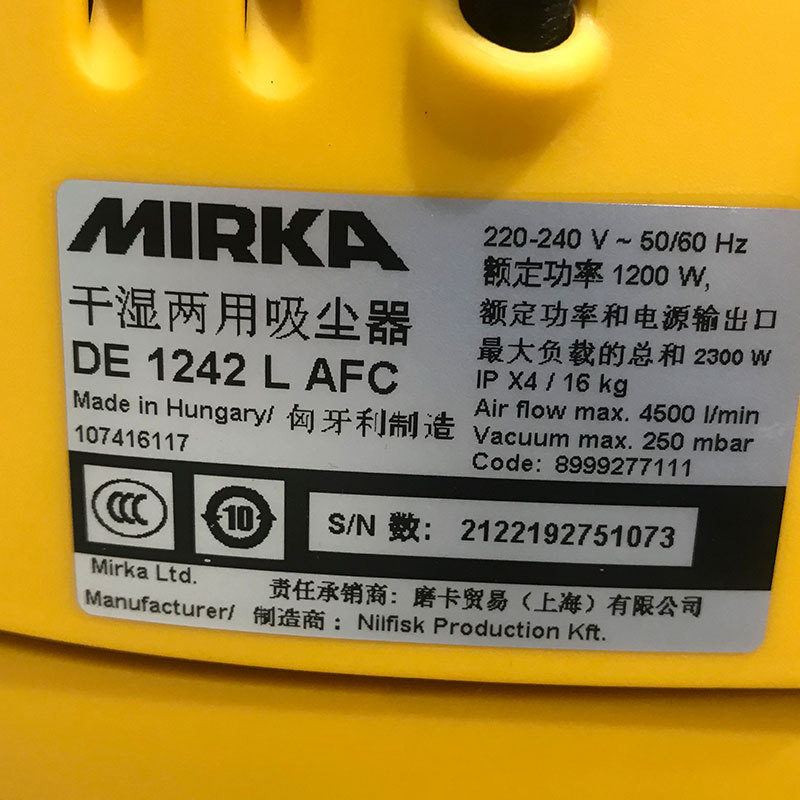 MIRKA
干湿两用吸尘器
DE 1242 L AFC
Made in Hungary/ 匈牙利制造
107416117
220-240 V ~ 50/60 Hz
额定功率 1200 W,
额定功率和电源输出口
最大负载的总和 2300 W
IP X4 / 16 kg
Air flow max. 4500 l/min
Vacuum max. 250 mbar
Code: 8999277111
CCC
10
S/N 数: 2122192751073
Mirka Ltd.
责任承销商: 磨卡贸易（上海）有限公司
Manufacturer/ 制造商： Nilfisk Production Kft.